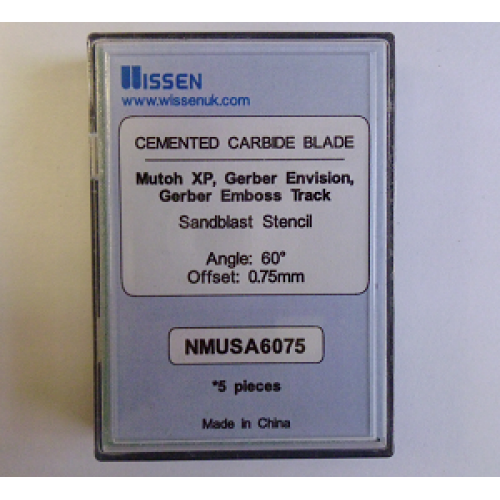 WISSEN
www.wissenuk.com
CEMENTED CARBIDE BLADE
Mutoh XP, Gerber Envision,
Gerber Emboss Track
Sandblast Stencil
Angle: 60°
Offset: 0.75mm
NMUSA6075
*5 pieces
Made in China